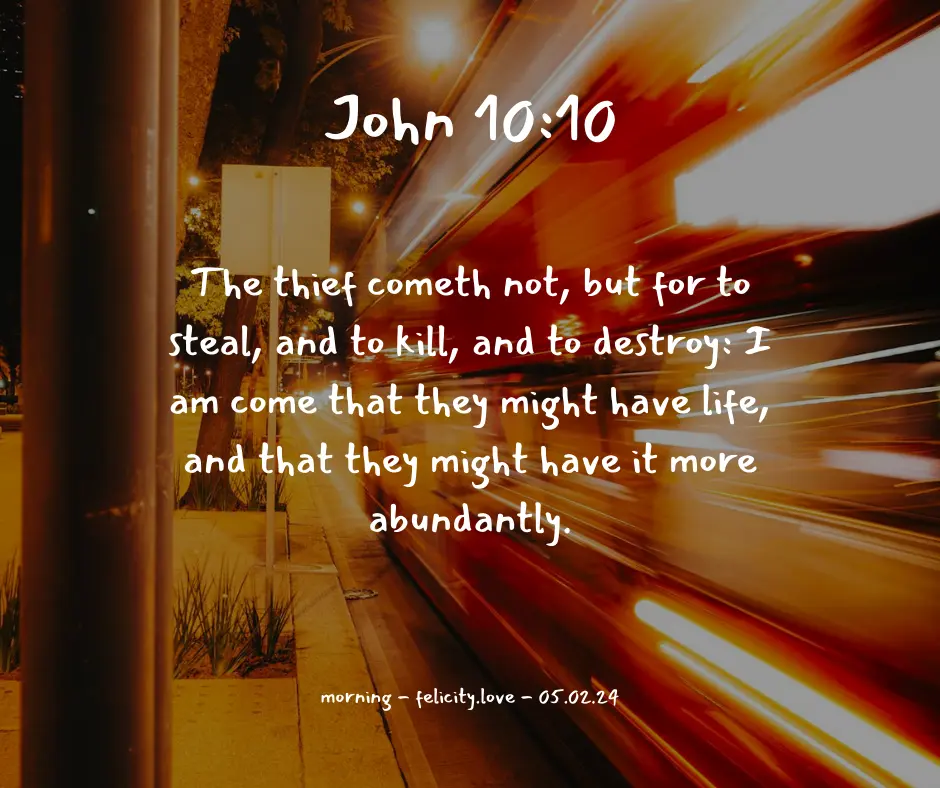 John 10:10
The thief cometh not, but for to
steal, and to kill, and to destroy: I
am come that they might have life,
and that they might have it more
abundantly.
morning - felicity.love - 05.02.24